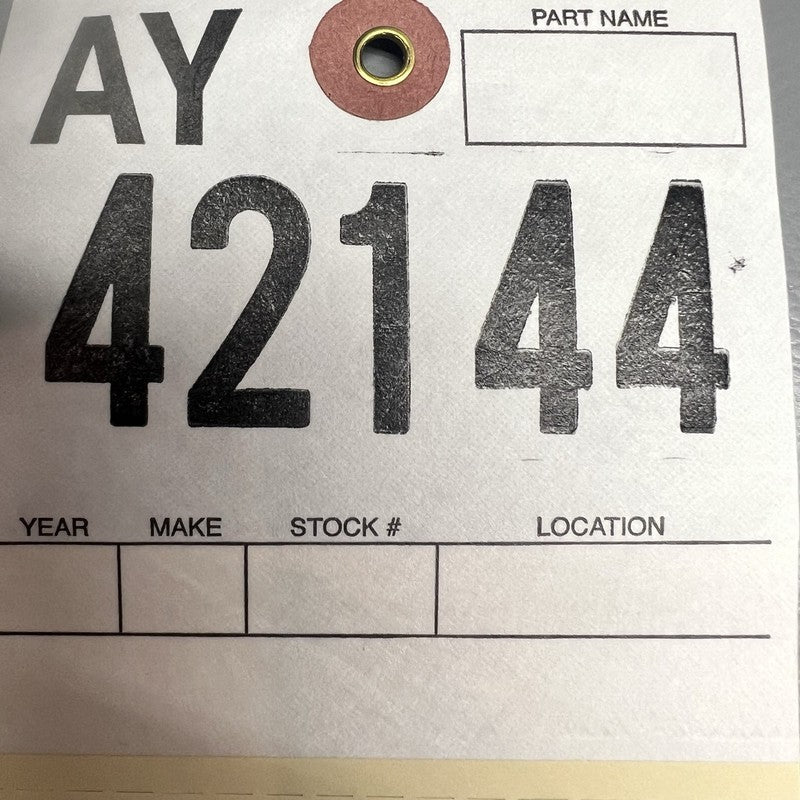 AY
PART NAME
42144
YEAR MAKE STOCK # LOCATION